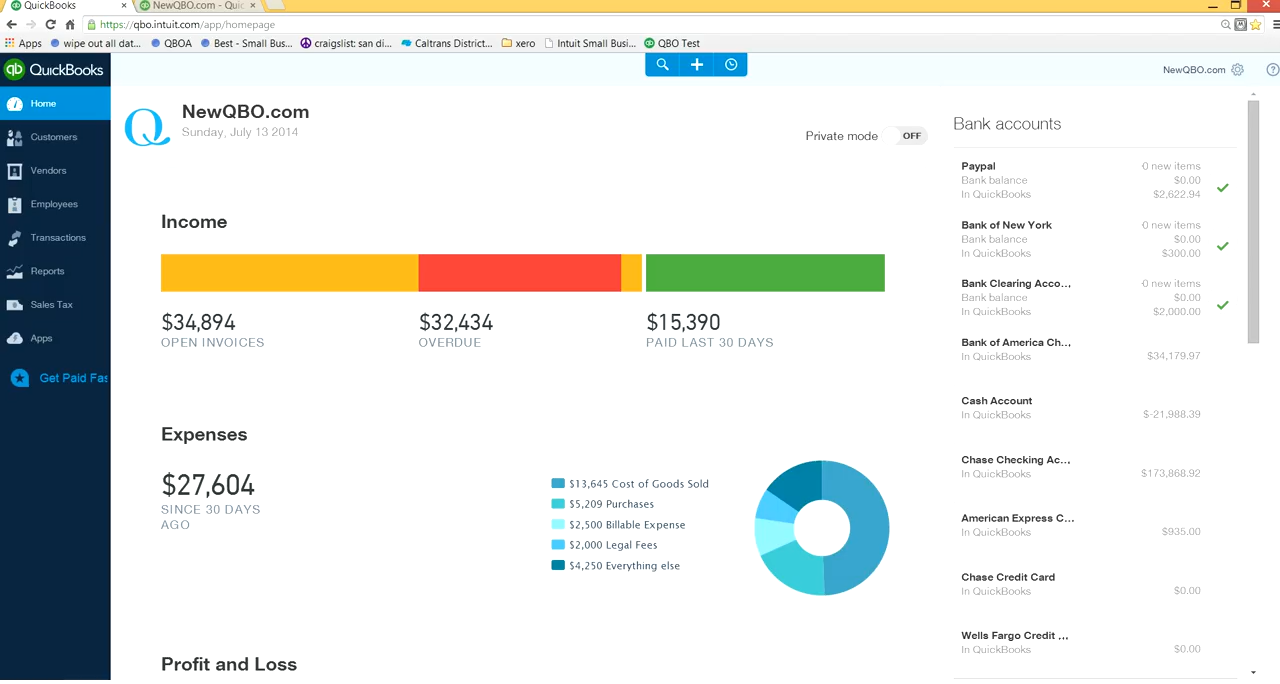 QuickBooks
NewQBO.com - Quic
https://qbo.intuit.com/app/homepage
Apps
wipe out all dat...
QBOA
Best - Small Bus...
craigslist: san di...
Caltrans District...
xero
Intuit Small Busi...
QBO Test
qb QuickBooks
NewQBO.com
?
Home
Customers
Vendors
Employees
Transactions
Reports
Sales Tax
Apps
Get Paid Fas
Q
NewQBO.com
Sunday, July 13 2014
Private mode OFF
Income
$34,894
OPEN INVOICES
$32,434
OVERDUE
$15,390
PAID LAST 30 DAYS
Expenses
$27,604
SINCE 30 DAYS
AGO
$13,645 Cost of Goods Sold
$5,209 Purchases
$2,500 Billable Expense
$2,000 Legal Fees
$4,250 Everything else
Profit and Loss
Bank accounts
Paypal 0 new items
Bank balance $0.00
In QuickBooks $2,622.94
Bank of New York 0 new items
Bank balance $0.00
In QuickBooks $300.00
Bank Clearing Acco... 0 new items
Bank balance $0.00
In QuickBooks $2,000.00
Bank of America Ch...
In QuickBooks $34,179.97
Cash Account
In QuickBooks $-21,988.39
Chase Checking Ac...
In QuickBooks $173,868.92
American Express C...
In QuickBooks $935.00
Chase Credit Card
In QuickBooks $0.00
Wells Fargo Credit ...
In QuickBooks $0.00